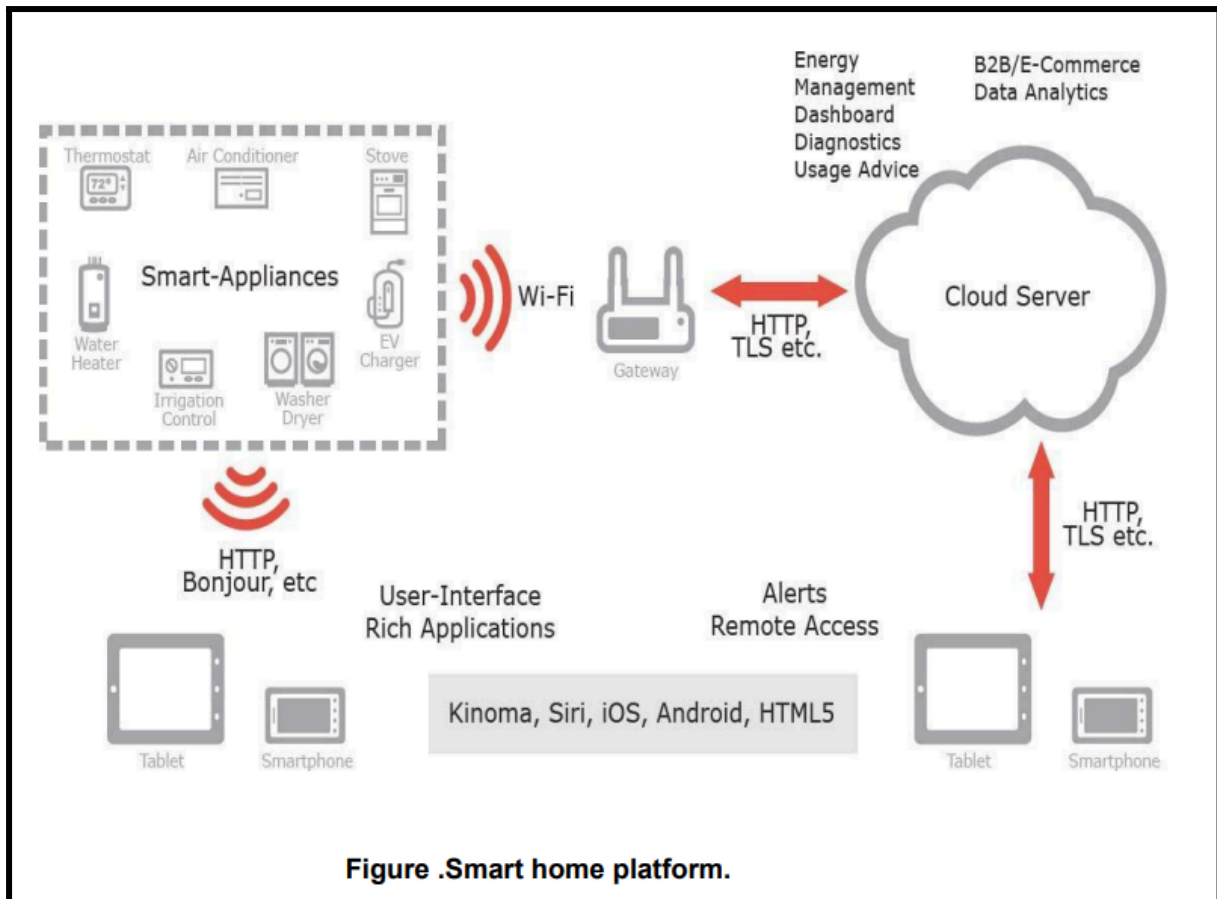 Energy
Management
Dashboard
Diagnostics
Usage Advice
B2B/E-Commerce
Data Analytics
Thermostat
Air Conditioner
Stove
72°
Smart-Appliances
Water
Heater
Irrigation
Control
Washer
Dryer
EV
Charger
Wi-Fi
Gateway
HTTP,
TLS etc.
Cloud Server
HTTP,
TLS etc.
HTTP,
Bonjour, etc
User-Interface
Rich Applications
Alerts
Remote Access
Kinoma, Siri, iOS, Android, HTML5
Tablet
Smartphone
Tablet
Smartphone
Figure .Smart home platform.